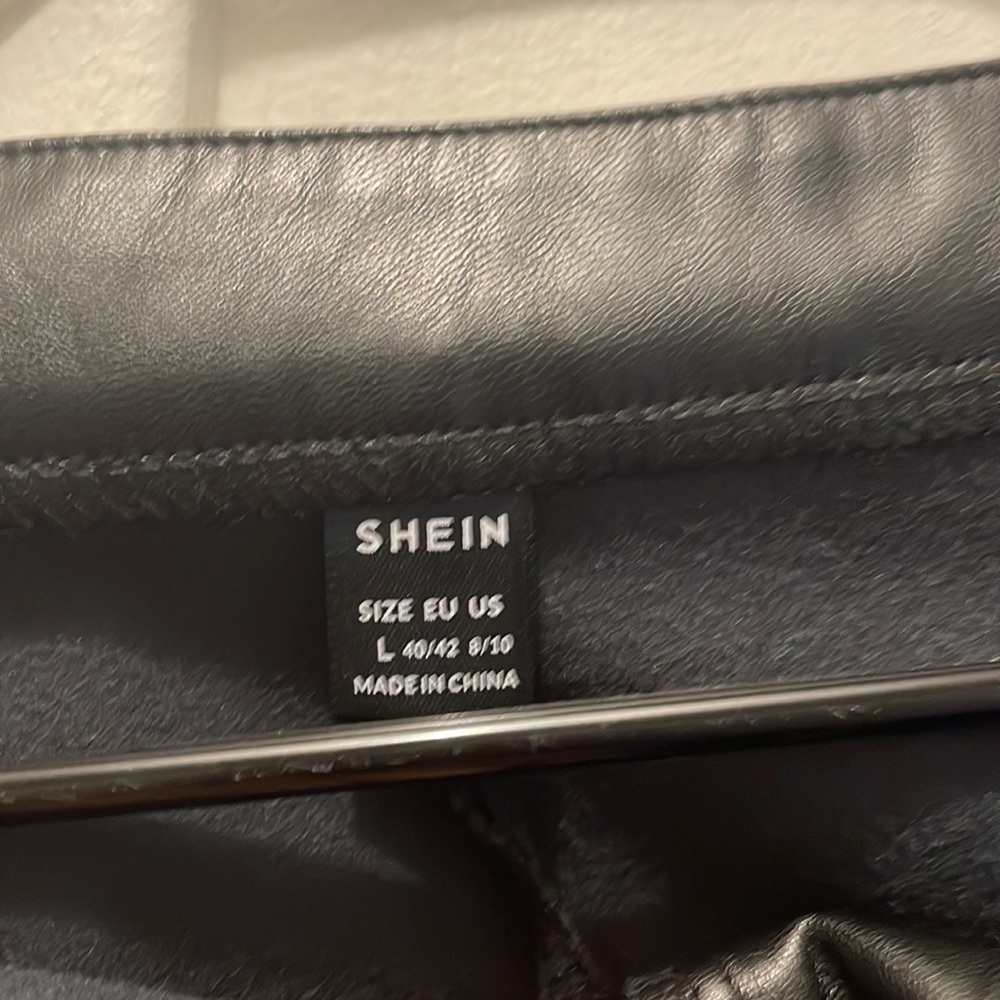 SHEIN
SIZE EU US
L 40/42 8/10
MADE IN CHINA